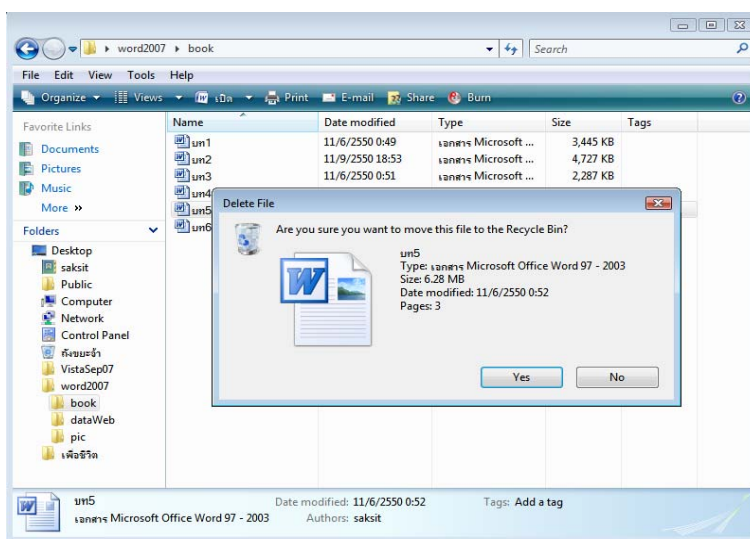 word2007 ▸ book
Search
File Edit View Tools Help
Organize Views เปิด Print E-mail Share Burn
Favorite Links
Documents
Pictures
Music
More »
Folders
Desktop
saksit
Public
Computer
Network
Control Panel
ถังขยะจ้า
VistaSep07
word2007
book
dataWeb
pic
เพื่อชีวิต
Name Date modified Type Size Tags
บท1 11/6/2550 0:49 เอกสาร Microsoft ... 3,445 KB
บท2 11/9/2550 18:53 เอกสาร Microsoft ... 4,727 KB
บท3 11/6/2550 0:51 เอกสาร Microsoft ... 2,287 KB
บท4
บท5
บท6
Delete File
Are you sure you want to move this file to the Recycle Bin?
บท5
Type: เอกสาร Microsoft Office Word 97 - 2003
Size: 6.28 MB
Date modified: 11/6/2550 0:52
Pages: 3
Yes No
บท5 Date modified: 11/6/2550 0:52 Tags: Add a tag
เอกสาร Microsoft Office Word 97 - 2003 Authors: saksit